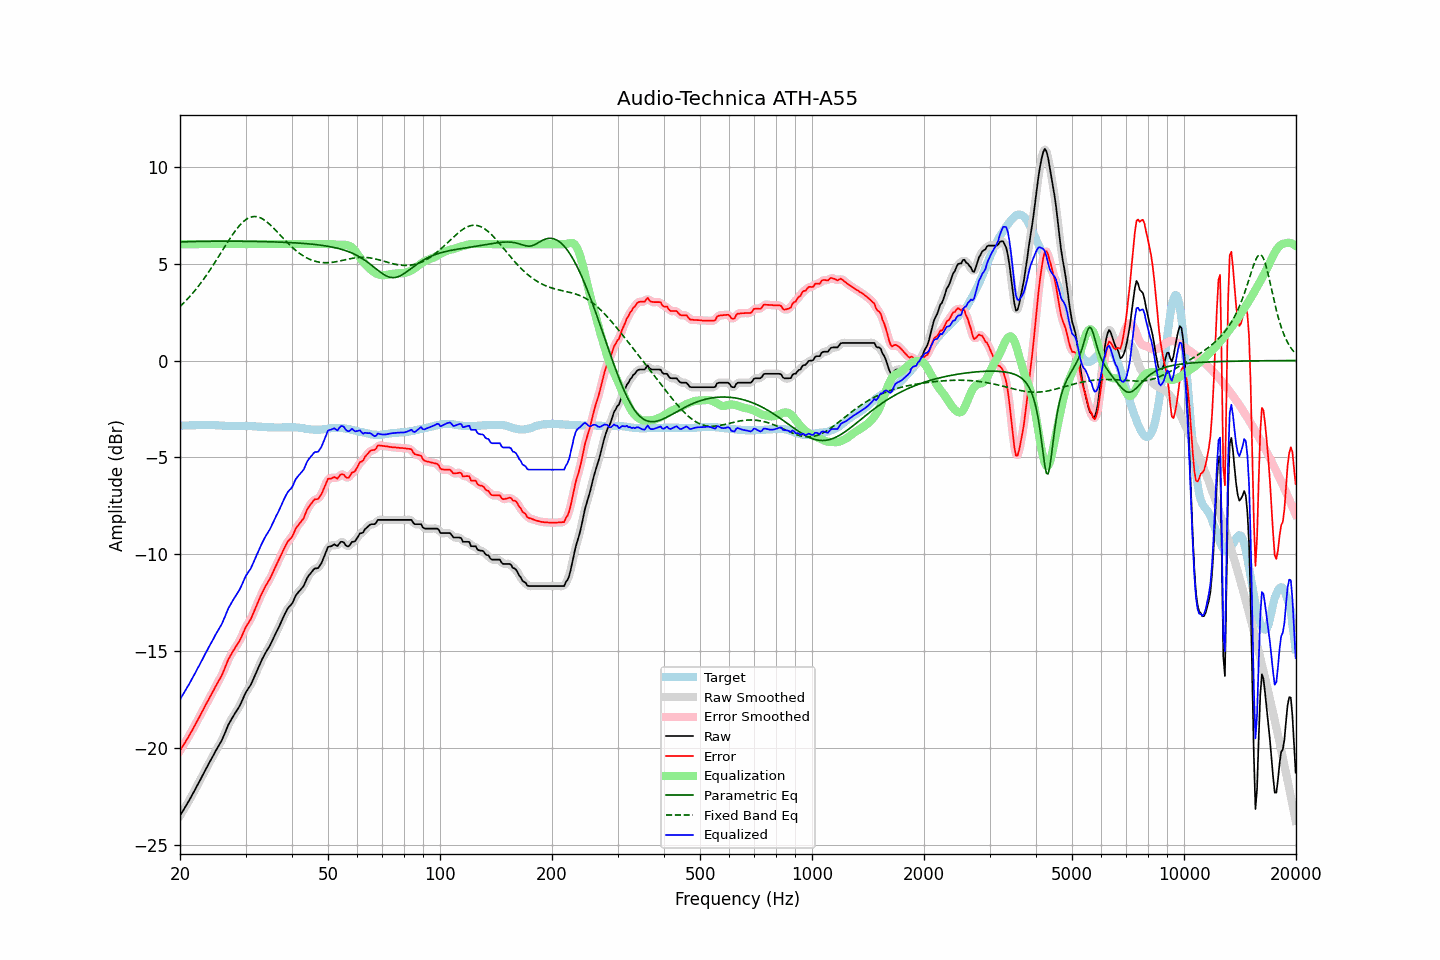 Audio-Technica ATH-A55
Amplitude (dBr)
10
5
0
−5
−10
−15
−20
−25
Target
Raw Smoothed
Error Smoothed
Raw
Error
Equalization
Parametric Eq
Fixed Band Eq
Equalized
20 50 100 200 500 1000 2000 5000 10000 20000
Frequency (Hz)